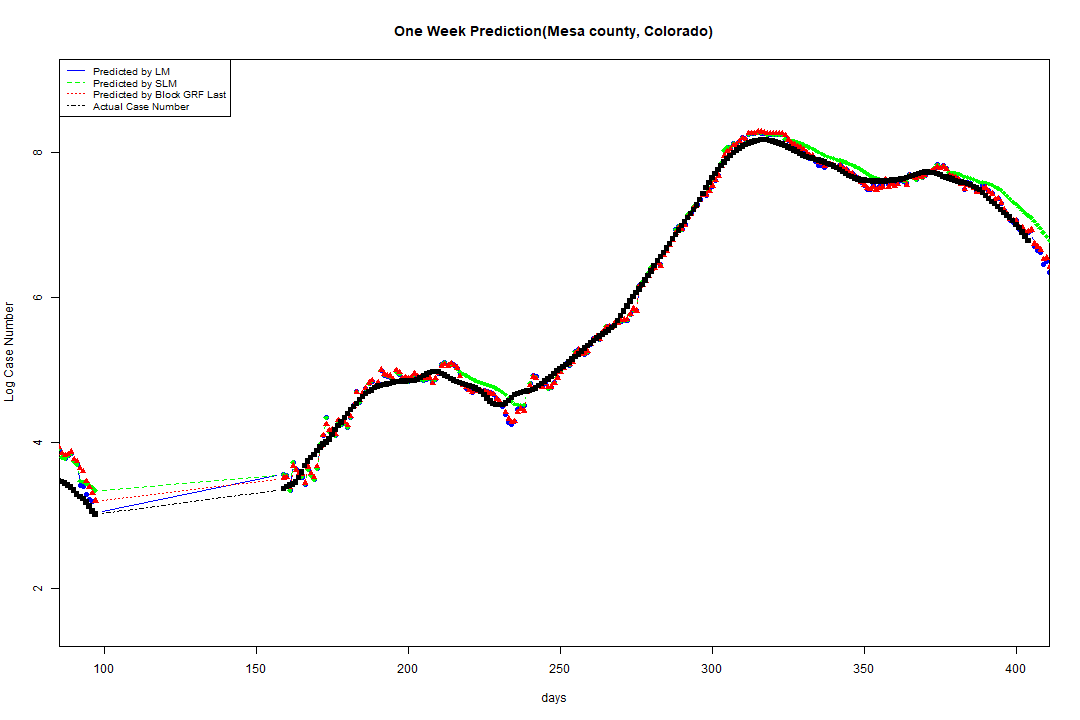 One Week Prediction(Mesa county, Colorado)
Predicted by LM
Predicted by SLM
Predicted by Block GRF Last
Actual Case Number
8
6
4
2
Log Case Number
100 150 200 250 300 350 400
days